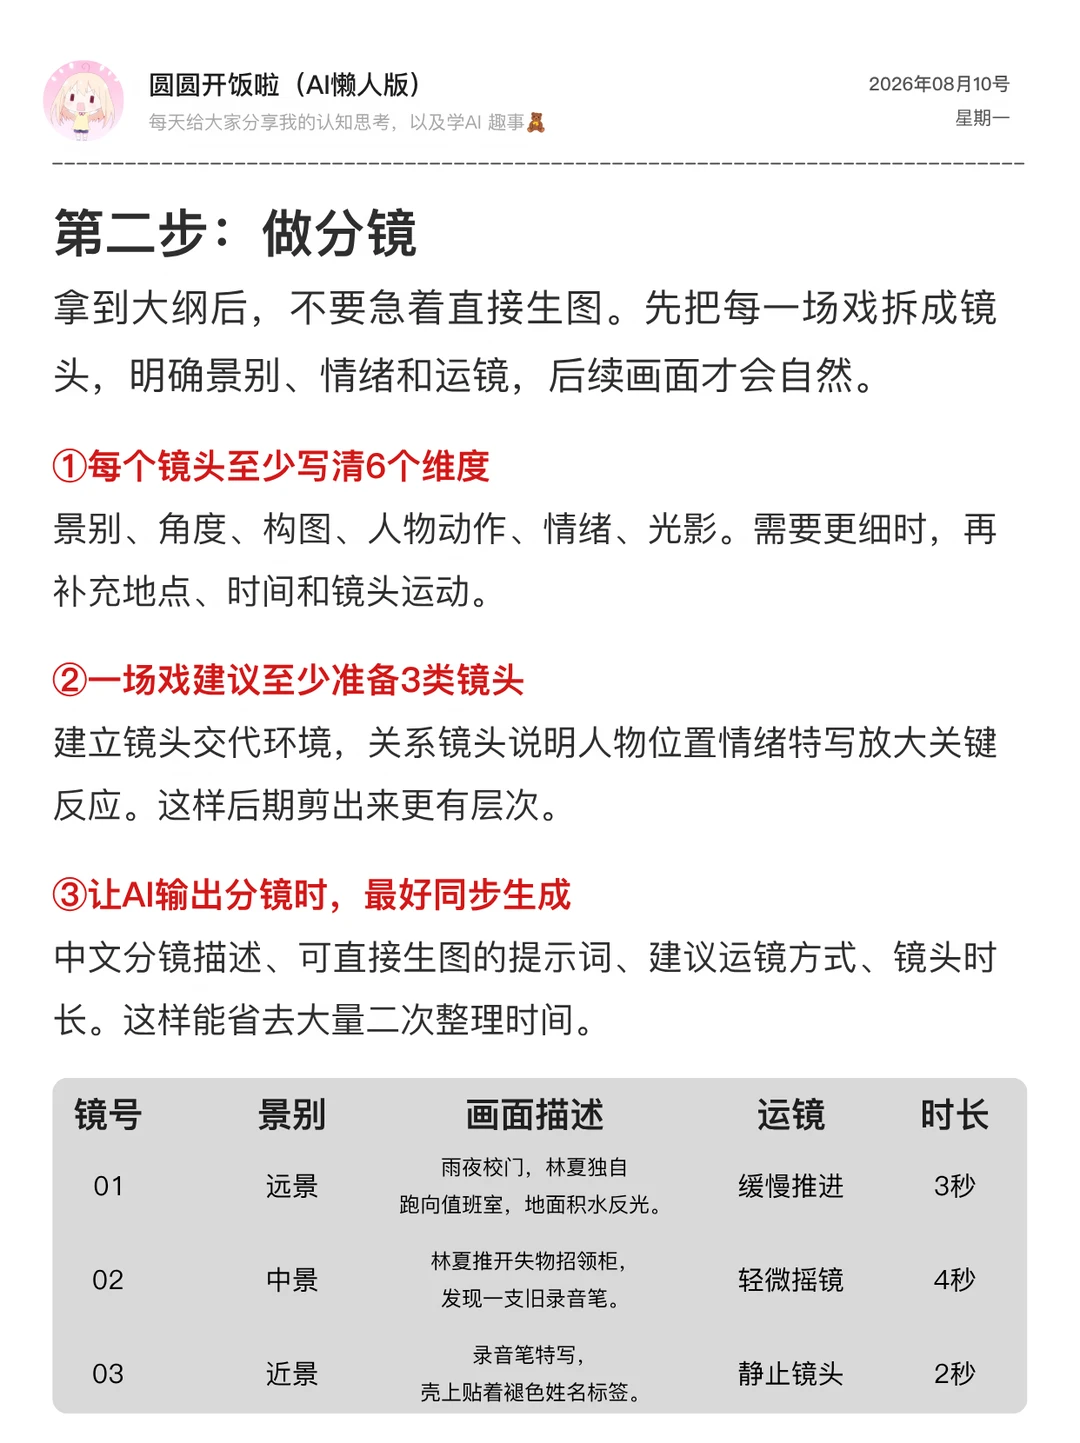 圆圆开饭啦（AI懒人版）
2026年08月10号
每天给大家分享我的认知思考，以及学AI 趣事🧸
星期一
第二步：做分镜
拿到大纲后，不要急着直接生图。先把每一场戏拆成镜
头，明确景别、情绪和运镜，后续画面才会自然。
①每个镜头至少写清6个维度
景别、角度、构图、人物动作、情绪、光影。需要更细时，再
补充地点、时间和镜头运动。
②一场戏建议至少准备3类镜头
建立镜头交代环境，关系镜头说明人物位置情绪特写放大关键
反应。这样后期剪出来更有层次。
③让AI输出分镜时，最好同步生成
中文分镜描述、可直接生图的提示词、建议运镜方式、镜头时
长。这样能省去大量二次整理时间。
镜号 景别 画面描述 运镜 时长
雨夜校门，林夏独自
01 远景 跑向值班室，地面积水反光。 缓慢推进 3秒
林夏推开失物招领柜，
02 中景 发现一支旧录音笔。 轻微摇镜 4秒
录音笔特写，
03 近景 壳上贴着褪色姓名标签。 静止镜头 2秒